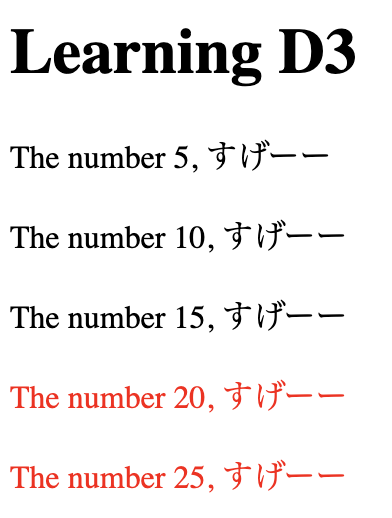 Learning D3
The number 5, すげーー
The number 10, すげーー
The number 15, すげーー
The number 20, すげーー
The number 25, すげーー